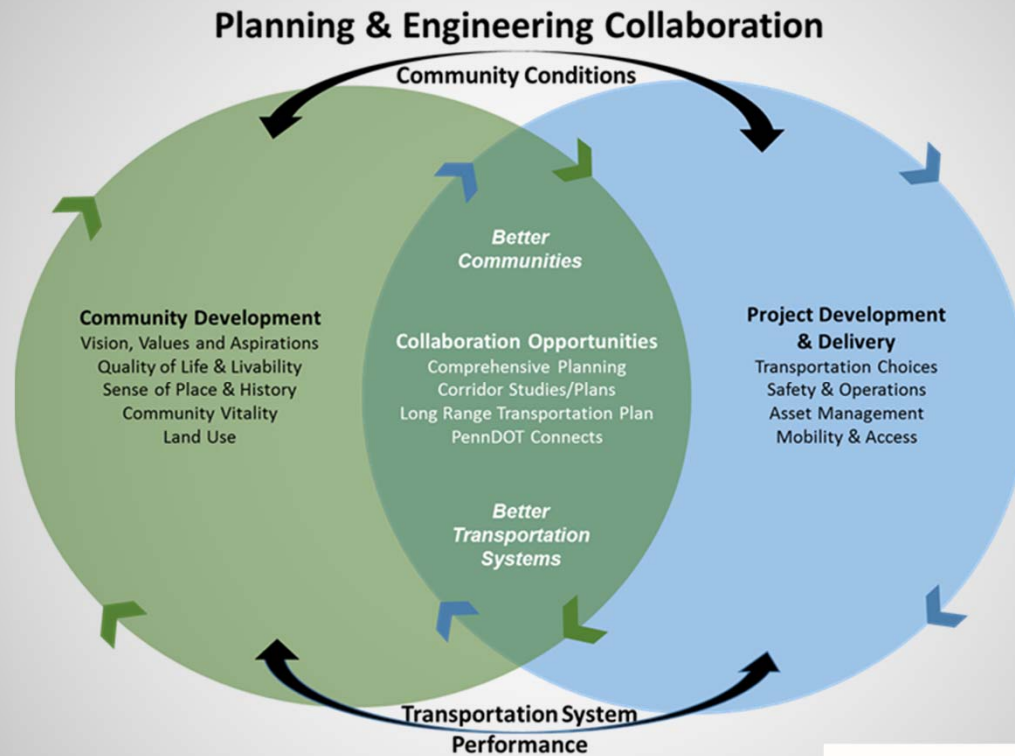 Planning & Engineering Collaboration
Community Conditions
Better
Communities
Community Development
Vision, Values and Aspirations
Quality of Life & Livability
Sense of Place & History
Community Vitality
Land Use
Collaboration Opportunities
Comprehensive Planning
Corridor Studies/Plans
Long Range Transportation Plan
PennDOT Connects
Project Development
& Delivery
Transportation Choices
Safety & Operations
Asset Management
Mobility & Access
Better
Transportation
Systems
Transportation System
Performance